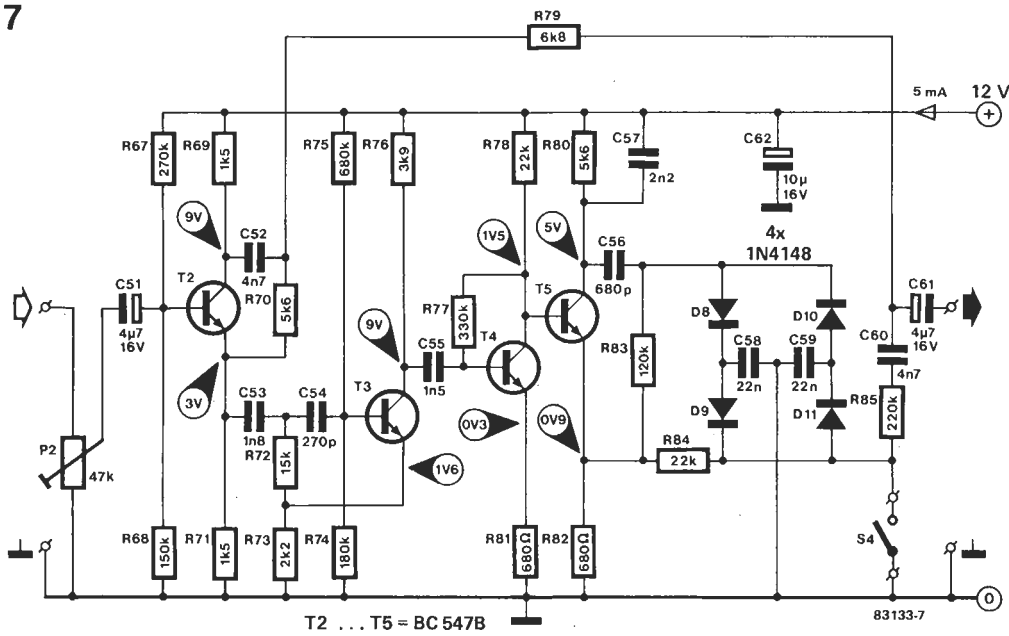 7
R79
6k8
5 mA
12 V
+
R67
270k
R69
1k5
R75
680k
R76
3k9
R78
22k
R80
5k6
C57
2n2
C62
10µ
16V
4x
1N4148
9V
C52
4n7
T2
R70
5k6
C51
4µ7
16V
1V5
5V
C56
680p
T5
R77
330k
9V
C55
1n5
T4
D8
D10
C61
4µ7
16V
R83
120k
C58
22n
C59
22n
C60
4n7
3V
C53
1n8
C54
270p
T3
D9
D11
R85
220k
P2
47k
R72
15k
1V6
0V3
0V9
R84
22k
R68
150k
R71
1k5
R73
2k2
R74
180k
R81
680Ω
R82
680Ω
S4
0
83133-7
T2 ... T5 = BC 547B